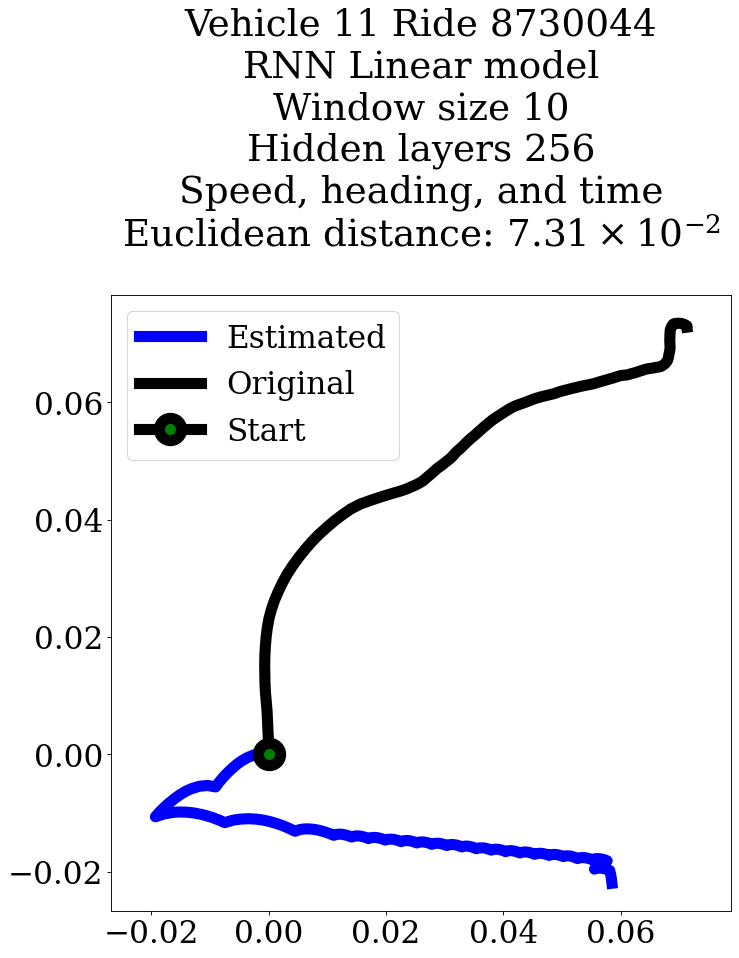 Vehicle 11 Ride 8730044
RNN Linear model
Window size 10
Hidden layers 256
Speed, heading, and time
Euclidean distance: 7.31 × 10⁻²
Estimated
Original
Start
0.06
0.04
0.02
0.00
−0.02
−0.02 0.00 0.02 0.04 0.06